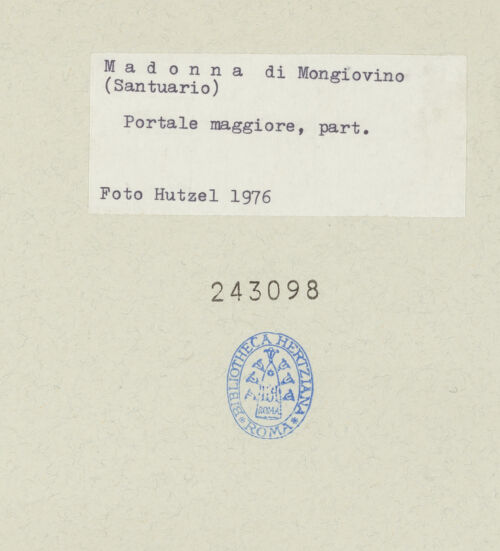 M a d o n n a di Mongiovino
(Santuario)
Portale maggiore, part.
Foto Hutzel 1976
243098
BIBLIOTHECA HERTZIANA
ROMA
ROMA